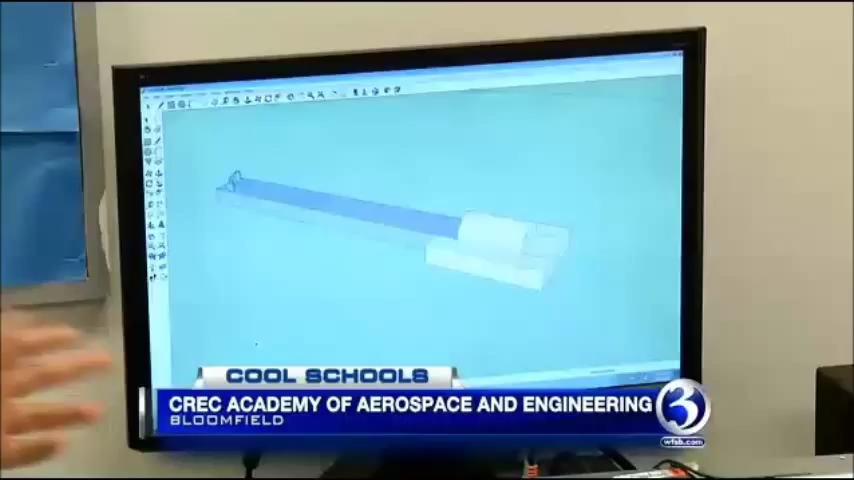 COOL SCHOOLS
CREC ACADEMY OF AEROSPACE AND ENGINEERING
BLOOMFIELD
3
wfsb.com